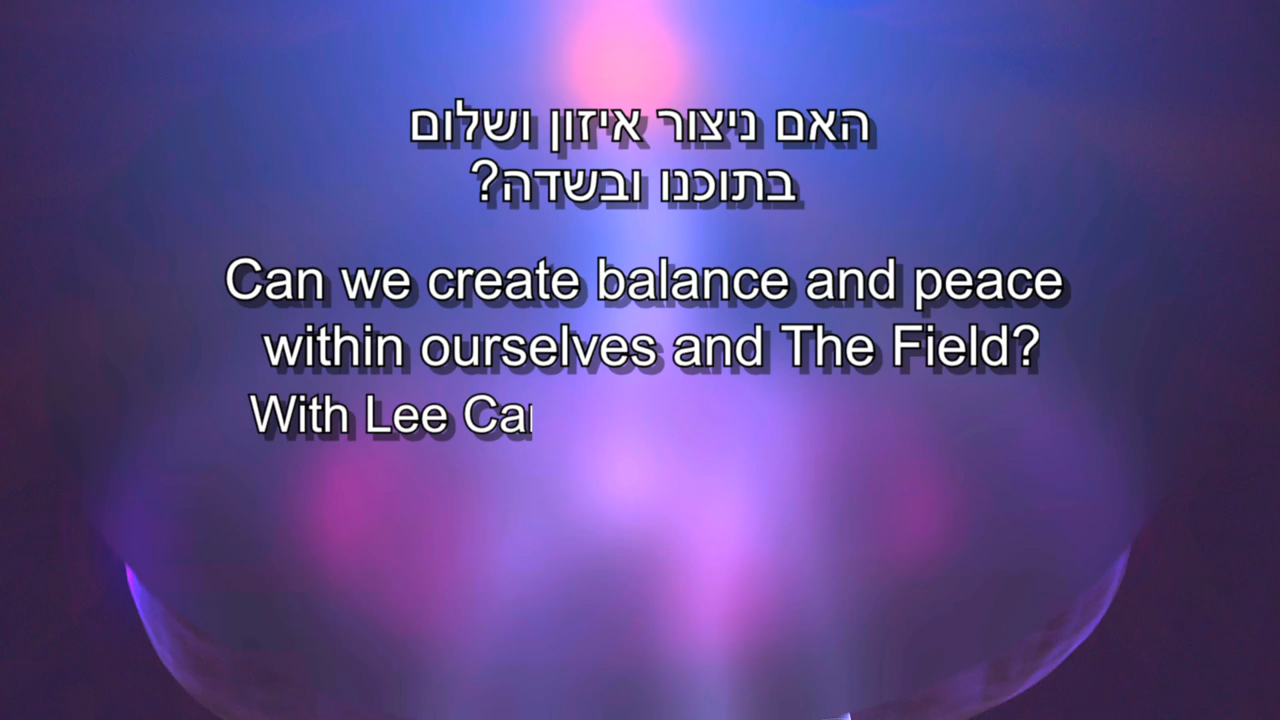 האם ניצור איזון ושלום
בתוכנו ובשדה?
Can we create balance and peace
within ourselves and The Field?
With Lee